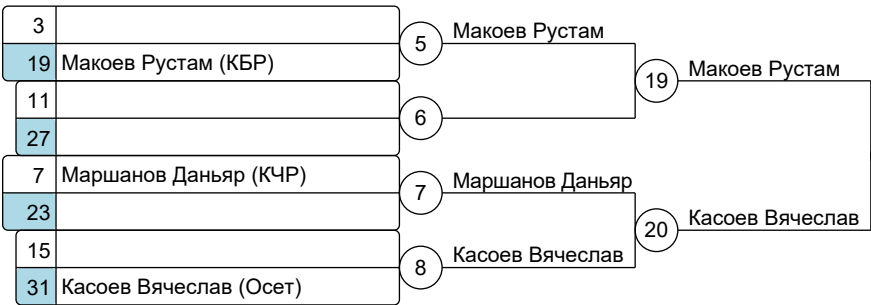 3
19 Макоев Рустам (КБР)
5 Макоев Рустам
11
27
6
19 Макоев Рустам
7 Маршанов Даньяр (КЧР)
23
7 Маршанов Даньяр
15
31 Касоев Вячеслав (Осет)
8 Касоев Вячеслав
20 Касоев Вячеслав